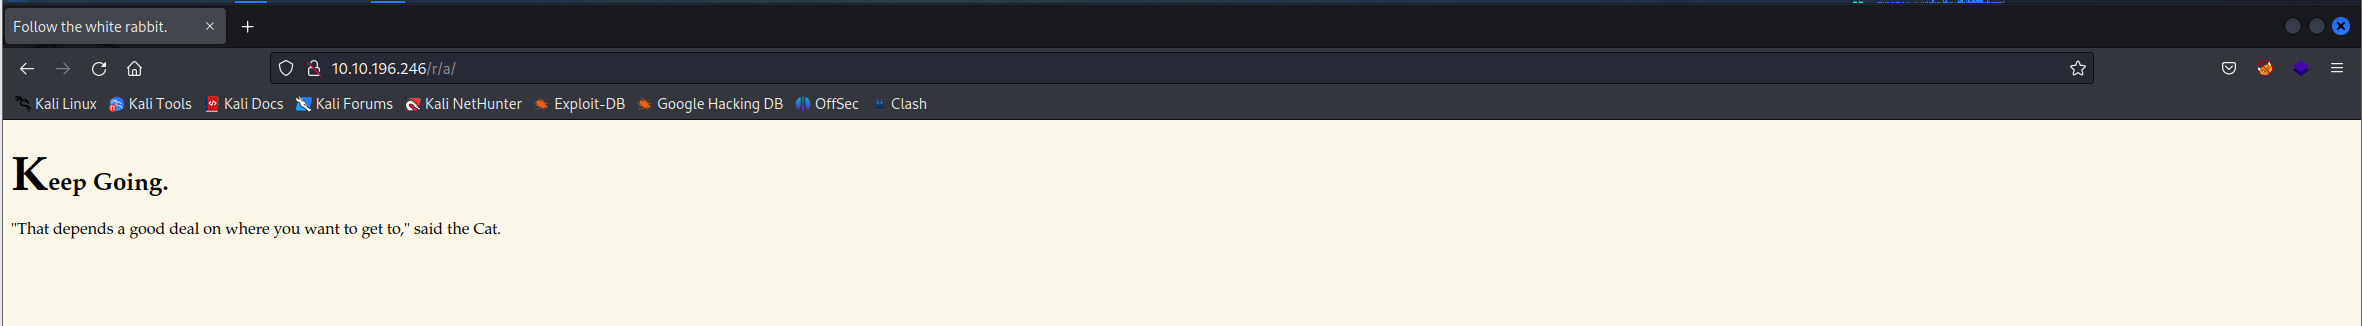 Follow the white rabbit.
10.10.196.246/r/a/
Kali Linux Kali Tools Kali Docs Kali Forums Kali NetHunter Exploit-DB Google Hacking DB OffSec Clash
Keep Going.
"That depends a good deal on where you want to get to," said the Cat.